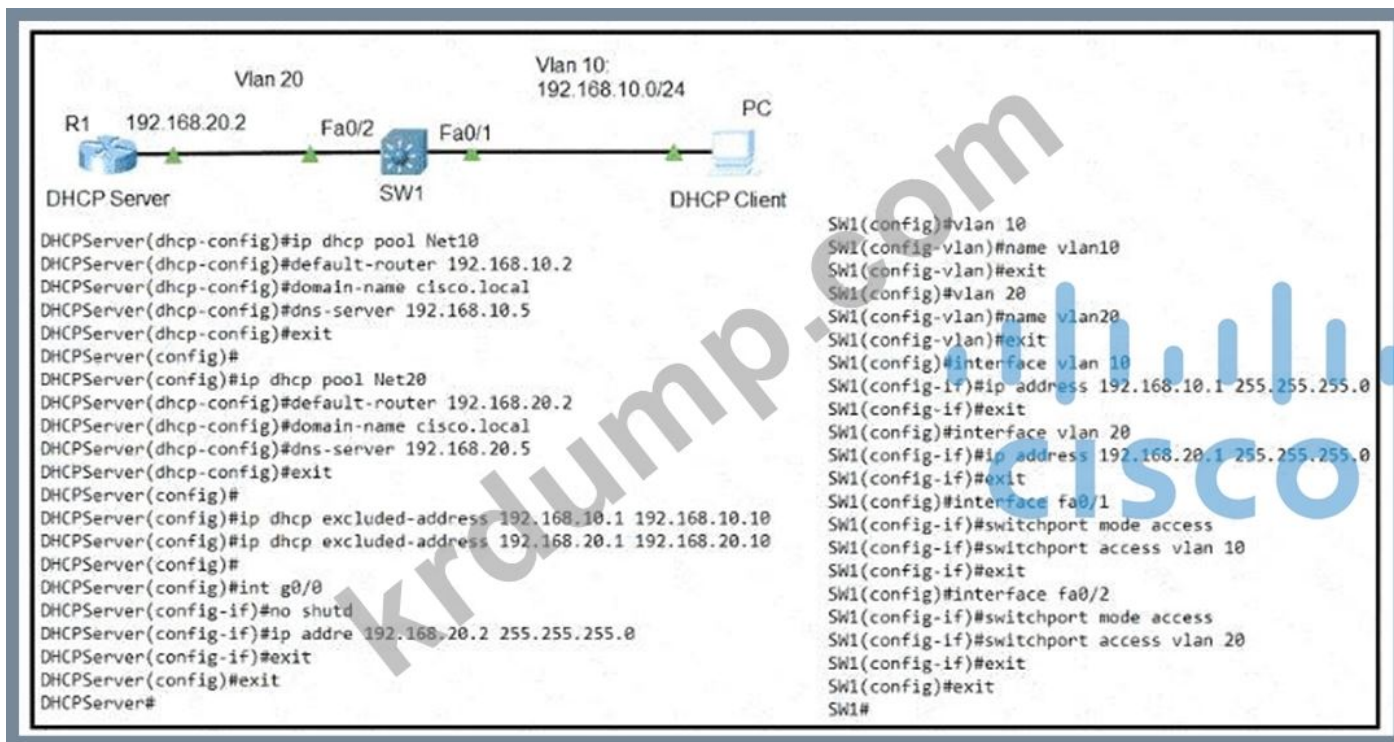 Vlan 20
Vlan 10:
192.168.10.0/24
PC
R1
192.168.20.2
Fa0/2
Fa0/1
DHCP Server
SW1
DHCP Client
DHCPServer(dhcp-config)#ip dhcp pool Net10
DHCPServer(dhcp-config)#default-router 192.168.10.2
DHCPServer(dhcp-config)#domain-name cisco.local
DHCPServer(dhcp-config)#dns-server 192.168.10.5
DHCPServer(dhcp-config)#exit
DHCPServer(config)#
DHCPServer(config)#ip dhcp pool Net20
DHCPServer(dhcp-config)#default-router 192.168.20.2
DHCPServer(dhcp-config)#domain-name cisco.local
DHCPServer(dhcp-config)#dns-server 192.168.20.5
DHCPServer(dhcp-config)#exit
DHCPServer(config)#
DHCPServer(config)#ip dhcp excluded-address 192.168.10.1 192.168.10.10
DHCPServer(config)#ip dhcp excluded-address 192.168.20.1 192.168.20.10
DHCPServer(config)#
DHCPServer(config)#int g0/0
DHCPServer(config-if)#no shutd
DHCPServer(config-if)#ip addre 192.168.20.2 255.255.255.0
DHCPServer(config-if)#exit
DHCPServer(config)#exit
DHCPServer#
SW1(config)#vlan 10
SW1(config-vlan)#name vlan10
SW1(config-vlan)#exit
SW1(config)#vlan 20
SW1(config-vlan)#name vlan20
SW1(config-vlan)#exit
SW1(config)#interface vlan 10
SW1(config-if)#ip address 192.168.10.1 255.255.255.0
SW1(config-if)#exit
SW1(config)#interface vlan 20
SW1(config-if)#ip address 192.168.20.1 255.255.255.0
SW1(config-if)#exit
SW1(config)#interface fa0/1
SW1(config-if)#switchport mode access
SW1(config-if)#switchport access vlan 10
SW1(config-if)#exit
SW1(config)#interface fa0/2
SW1(config-if)#switchport mode access
SW1(config-if)#switchport access vlan 20
SW1(config-if)#exit
SW1(config)#exit
SW1#
krdump.com
cisco